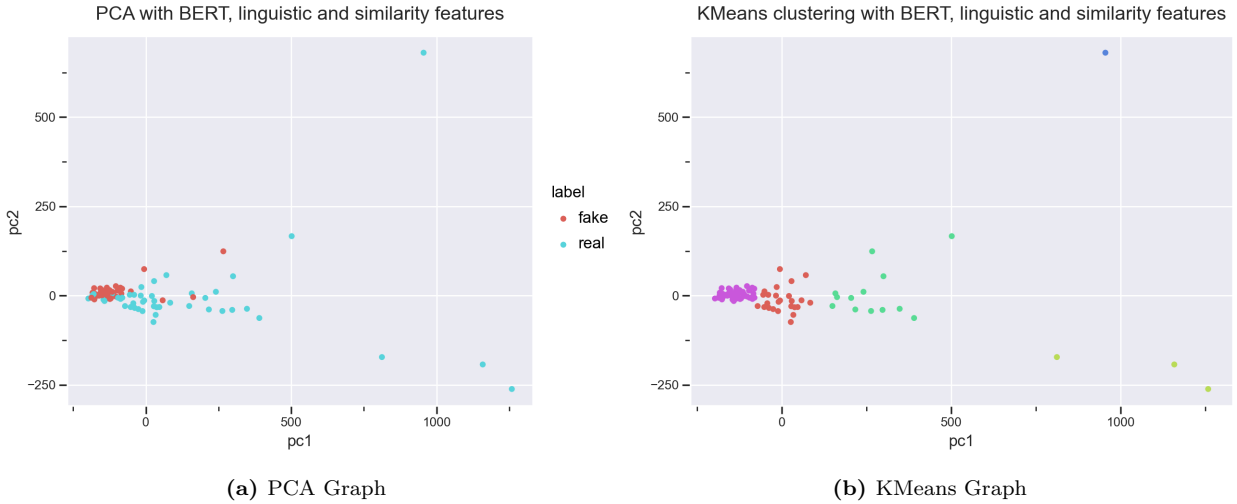 PCA with BERT, linguistic and similarity features
500
250
0
−250
pc2
0
500
1000
pc1
label
fake
real
(a) PCA Graph
KMeans clustering with BERT, linguistic and similarity features
500
250
0
−250
pc2
0
500
1000
pc1
(b) KMeans Graph